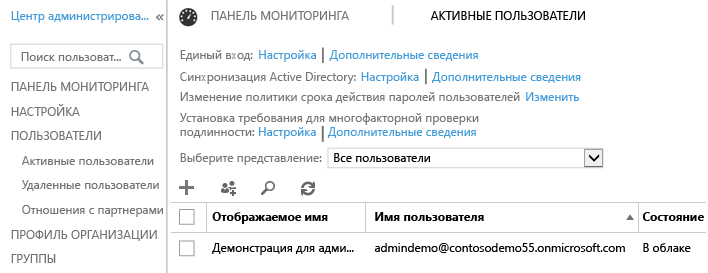 Центр администрирова... «
Поиск пользоват...
ПАНЕЛЬ МОНИТОРИНГА
НАСТРОЙКА
ПОЛЬЗОВАТЕЛИ
Активные пользователи
Удаленные пользователи
Отношения с партнерами
ПРОФИЛЬ ОРГАНИЗАЦИИ
ГРУППЫ
ПАНЕЛЬ МОНИТОРИНГА
АКТИВНЫЕ ПОЛЬЗОВАТЕЛИ
Единый вход: Настройка | Дополнительные сведения
Синхронизация Active Directory: Настройка | Дополнительные сведения
Изменение политики срока действия паролей пользователей Изменить
Установка требования для многофакторной проверки
подлинности: Настройка | Дополнительные сведения
Выберите представление: Все пользователи
Отображаемое имя Имя пользователя Состояние
Демонстрация для адми... admindemo@contosodemo55.onmicrosoft.com В облаке